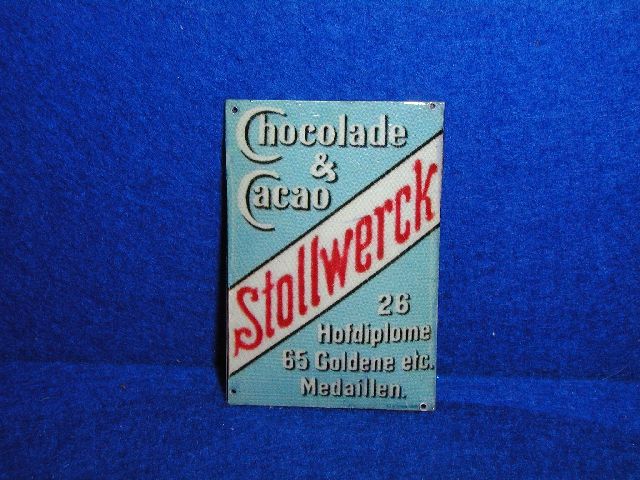 Chocolade
&
Cacao
Stollwerck
26
Hofdiplome
65 Goldene etc.
Medaillen.